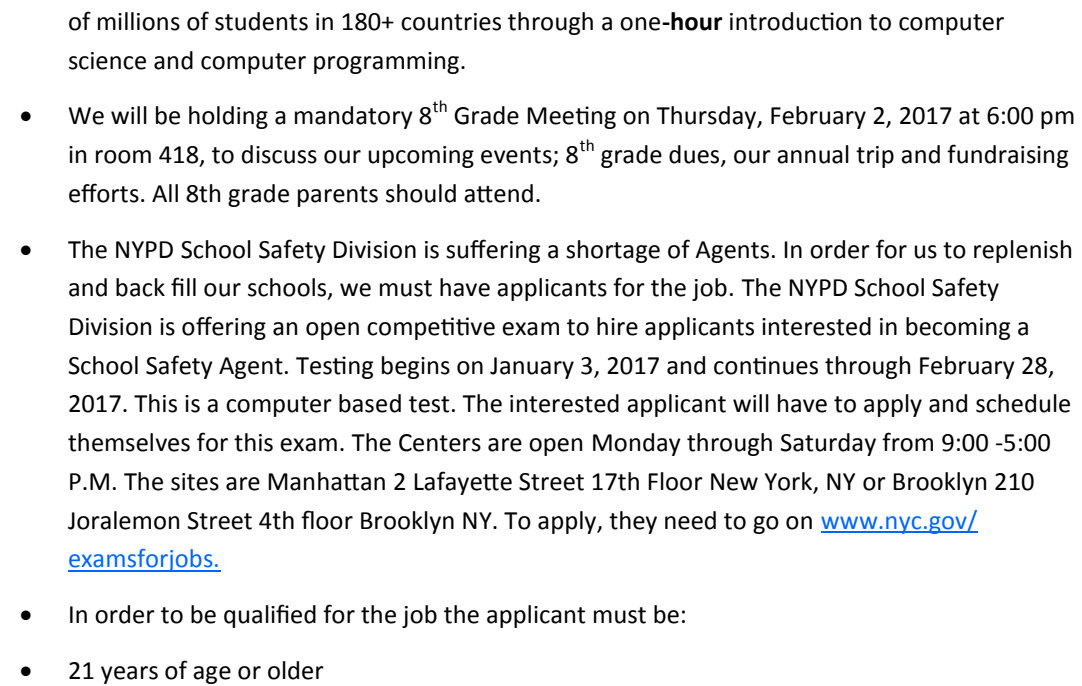 of millions of students in 180+ countries through a one-hour introduction to computer
science and computer programming.
• We will be holding a mandatory 8th Grade Meeting on Thursday, February 2, 2017 at 6:00 pm
in room 418, to discuss our upcoming events; 8th grade dues, our annual trip and fundraising
efforts. All 8th grade parents should attend.
• The NYPD School Safety Division is suffering a shortage of Agents. In order for us to replenish
and back fill our schools, we must have applicants for the job. The NYPD School Safety
Division is offering an open competitive exam to hire applicants interested in becoming a
School Safety Agent. Testing begins on January 3, 2017 and continues through February 28,
2017. This is a computer based test. The interested applicant will have to apply and schedule
themselves for this exam. The Centers are open Monday through Saturday from 9:00 -5:00
P.M. The sites are Manhattan 2 Lafayette Street 17th Floor New York, NY or Brooklyn 210
Joralemon Street 4th floor Brooklyn NY. To apply, they need to go on www.nyc.gov/
examsforjobs.
• In order to be qualified for the job the applicant must be:
• 21 years of age or older